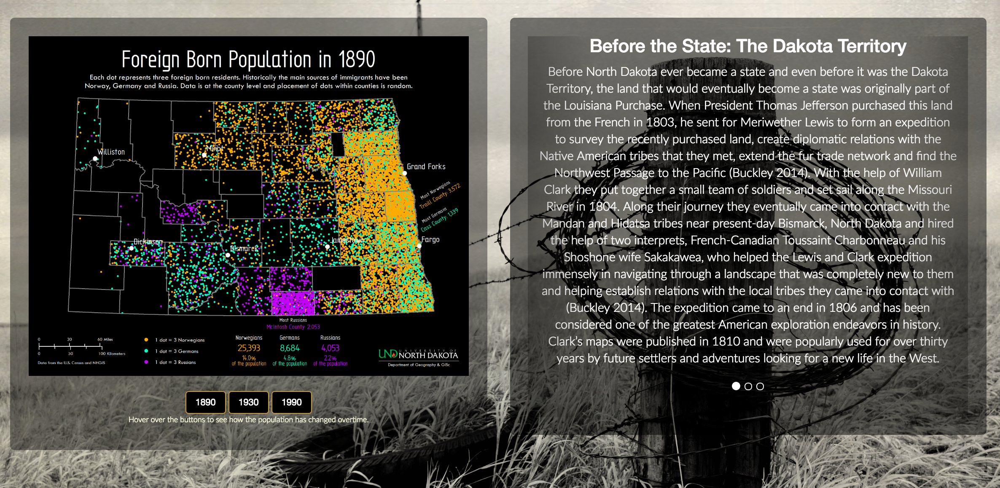 Foreign Born Population in 1890
Each dot represents three foreign born residents. Historically the main sources of immigrants have been
Norway, Germany and Russia. Data is at the county level and placement of dots within counties is random.
Williston
Minot
Grand Forks
Most Norwegians
Traill County: 3,572
Most Germans
Cass County: 1,339
Dickinson
Bismarck
Jamestown
Fargo
Most Russians
McIntosh County: 2,053
0 30 60 Miles
0 50 100 Kilometers
Data from the U.S. Census and NHGIS
1 dot = 3 Norwegians
1 dot = 3 Germans
1 dot = 3 Russians
Norwegians Germans Russians
25,393 8,684 4,053
14.0% 4.8% 2.2%
of the population of the population of the population
UND UNIVERSITY OF
NORTH DAKOTA
Department of Geography & GISc
1890 1930 1990
Hover over the buttons to see how the population has changed overtime.
Before the State: The Dakota Territory
Before North Dakota ever became a state and even before it was the Dakota
Territory, the land that would eventually become a state was originally part of
the Louisiana Purchase. When President Thomas Jefferson purchased this land
from the French in 1803, he sent for Meriwether Lewis to form an expedition
to survey the recently purchased land, create diplomatic relations with the
Native American tribes that they met, extend the fur trade network and find the
Northwest Passage to the Pacific (Buckley 2014). With the help of William
Clark they put together a small team of soldiers and set sail along the Missouri
River in 1804. Along their journey they eventually came into contact with the
Mandan and Hidatsa tribes near present-day Bismarck, North Dakota and hired
the help of two interprets, French-Canadian Toussaint Charbonneau and his
Shoshone wife Sakakawea, who helped the Lewis and Clark expedition
immensely in navigating through a landscape that was completely new to them
and helping establish relations with the local tribes they came into contact with
(Buckley 2014). The expedition came to an end in 1806 and has been
considered one of the greatest American exploration endeavors in history.
Clark's maps were published in 1810 and were popularly used for over thirty
years by future settlers and adventures looking for a new life in the West.